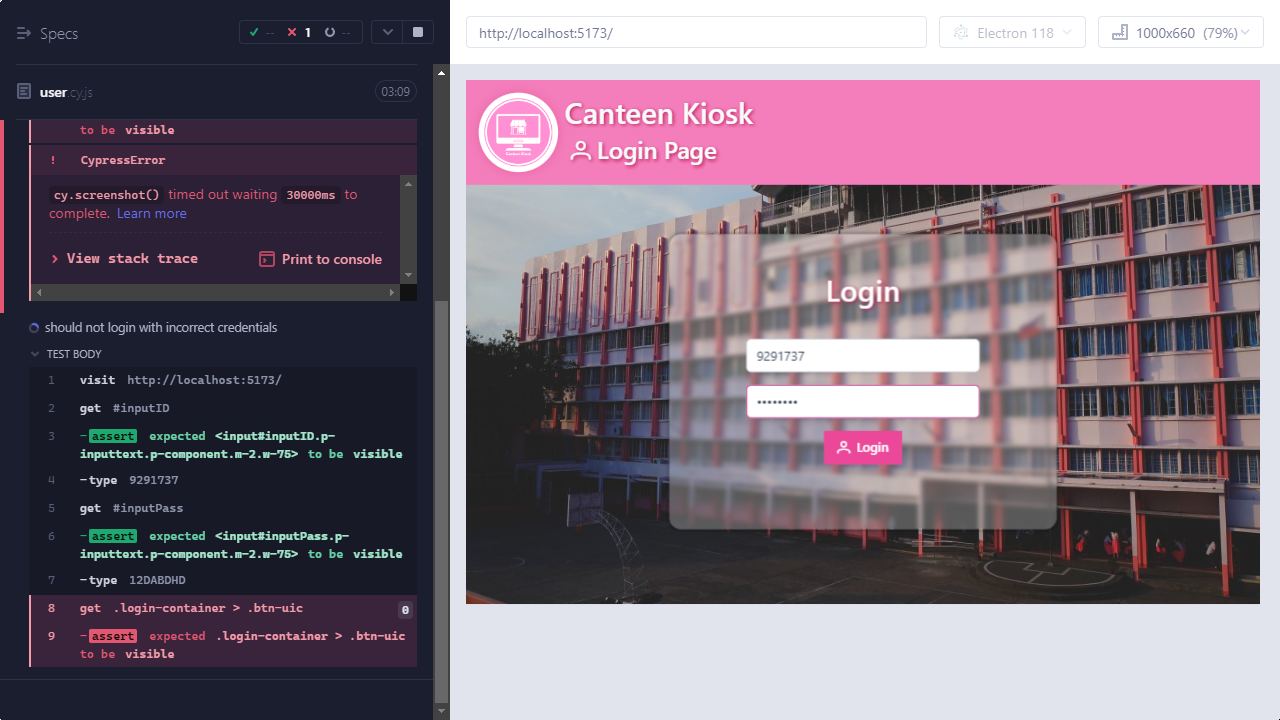 Specs
--
1
--
user.cy.js
03:09
to be visible
! CypressError
cy.screenshot() timed out waiting 30000ms to
complete. Learn more
View stack trace
Print to console
should not login with incorrect credentials
TEST BODY
1 visit http://localhost:5173/
2 get #inputID
3 -assert expected <input#inputID.p-
inputtext.p-component.m-2.w-75> to be visible
4 -type 9291737
5 get #inputPass
6 -assert expected <input#inputPass.p-
inputtext.p-component.m-2.w-75> to be visible
7 -type 12DABDHD
8 get .login-container > .btn-uic 0
9 -assert expected .login-container > .btn-uic
to be visible
http://localhost:5173/
Electron 118
1000x660 (79%)
Canteen Kiosk
Login Page
Canteen Kiosk
Login
9291737
••••••••
Login